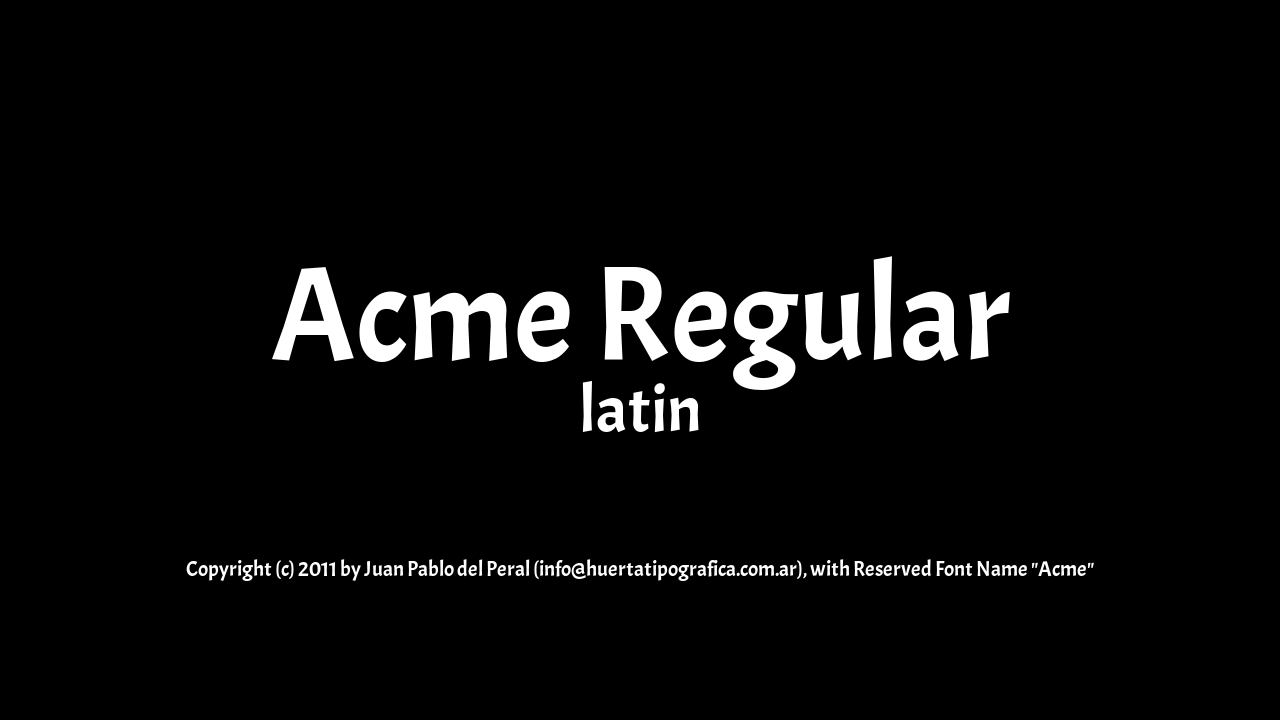 Acme Regular
latin
Copyright (c) 2011 by Juan Pablo del Peral (info@huertatipografica.com.ar), with Reserved Font Name "Acme"